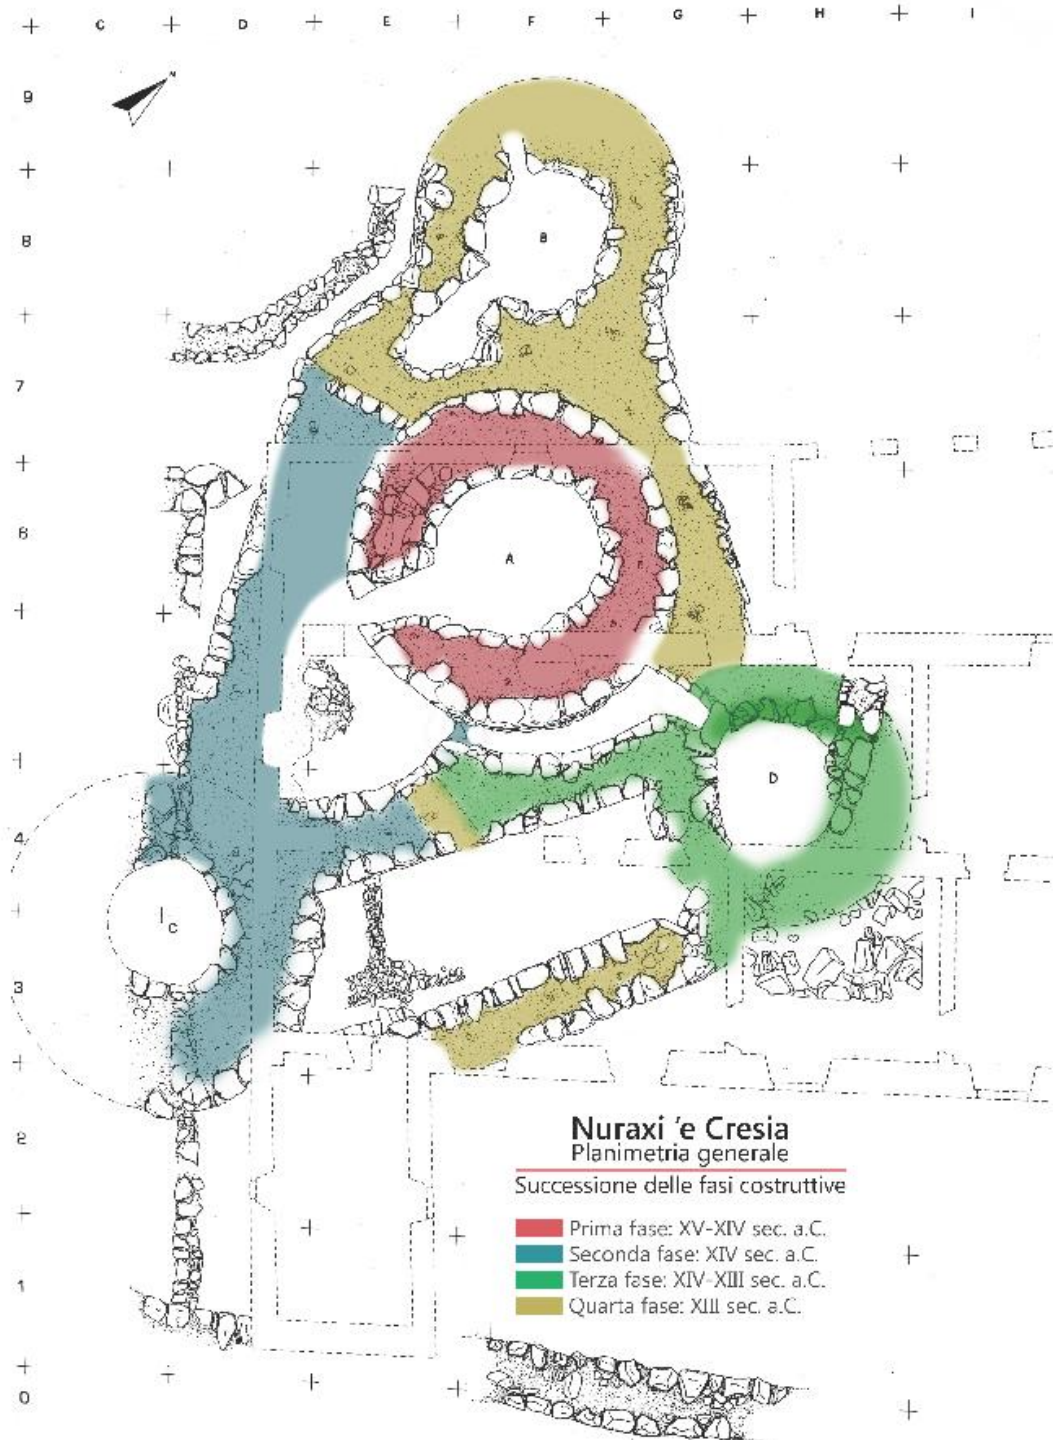 C D E F G H I
N
9
8
7
6
4
3
2
1
0
B
A
D
C
Nuraxi 'e Cresia
Planimetria generale
Successione delle fasi costruttive
Prima fase: XV-XIV sec. a.C.
Seconda fase: XIV sec. a.C.
Terza fase: XIV-XIII sec. a.C.
Quarta fase: XIII sec. a.C.